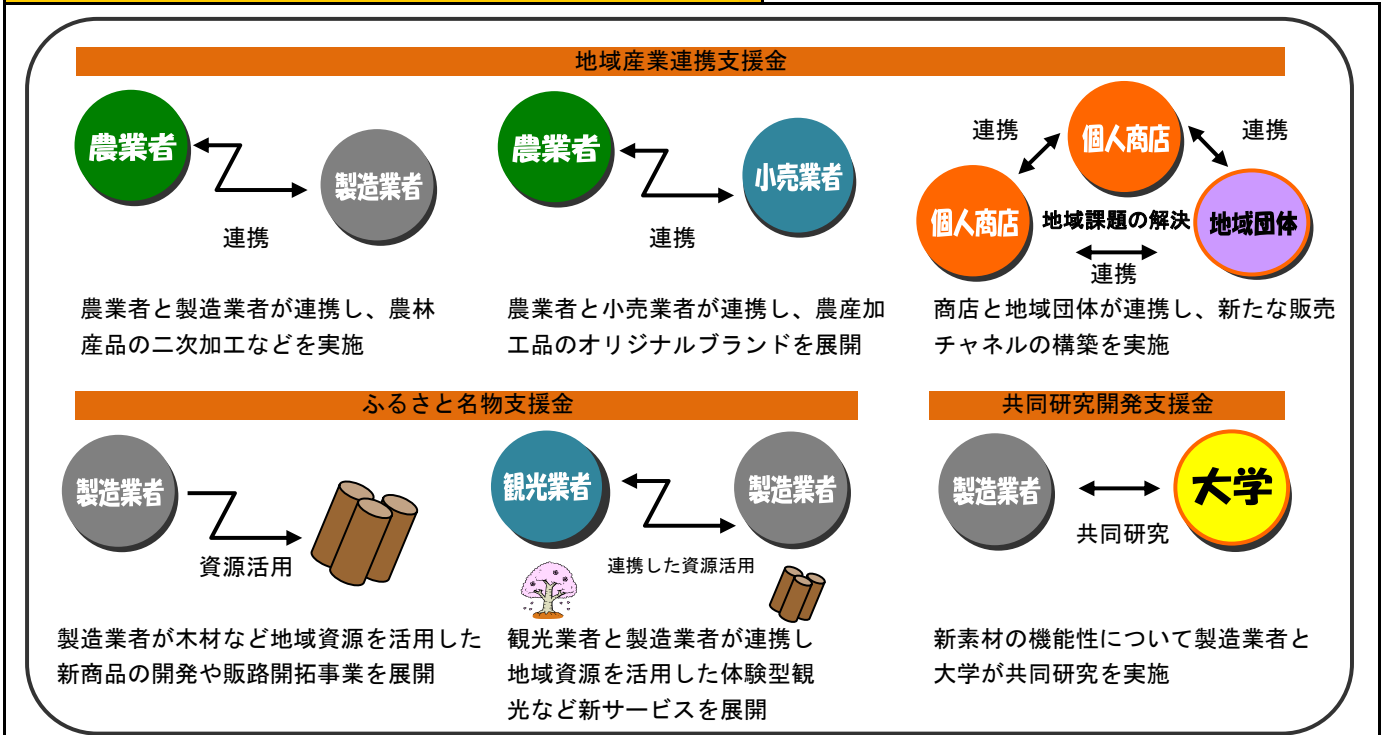 地域産業連携支援金
農業者
製造業者
連携
農業者と製造業者が連携し、農林
産品の二次加工などを実施
農業者
小売業者
連携
農業者と小売業者が連携し、農産加
工品のオリジナルブランドを展開
個人商店
連携
連携
個人商店
地域課題の解決
地域団体
連携
商店と地域団体が連携し、新たな販売
チャネルの構築を実施
ふるさと名物支援金
製造業者
資源活用
製造業者が木材など地域資源を活用した
新商品の開発や販路開拓事業を展開
観光業者
製造業者
連携した資源活用
観光業者と製造業者が連携し
地域資源を活用した体験型観
光など新サービスを展開
共同研究開発支援金
製造業者
大学
共同研究
新素材の機能性について製造業者と
大学が共同研究を実施